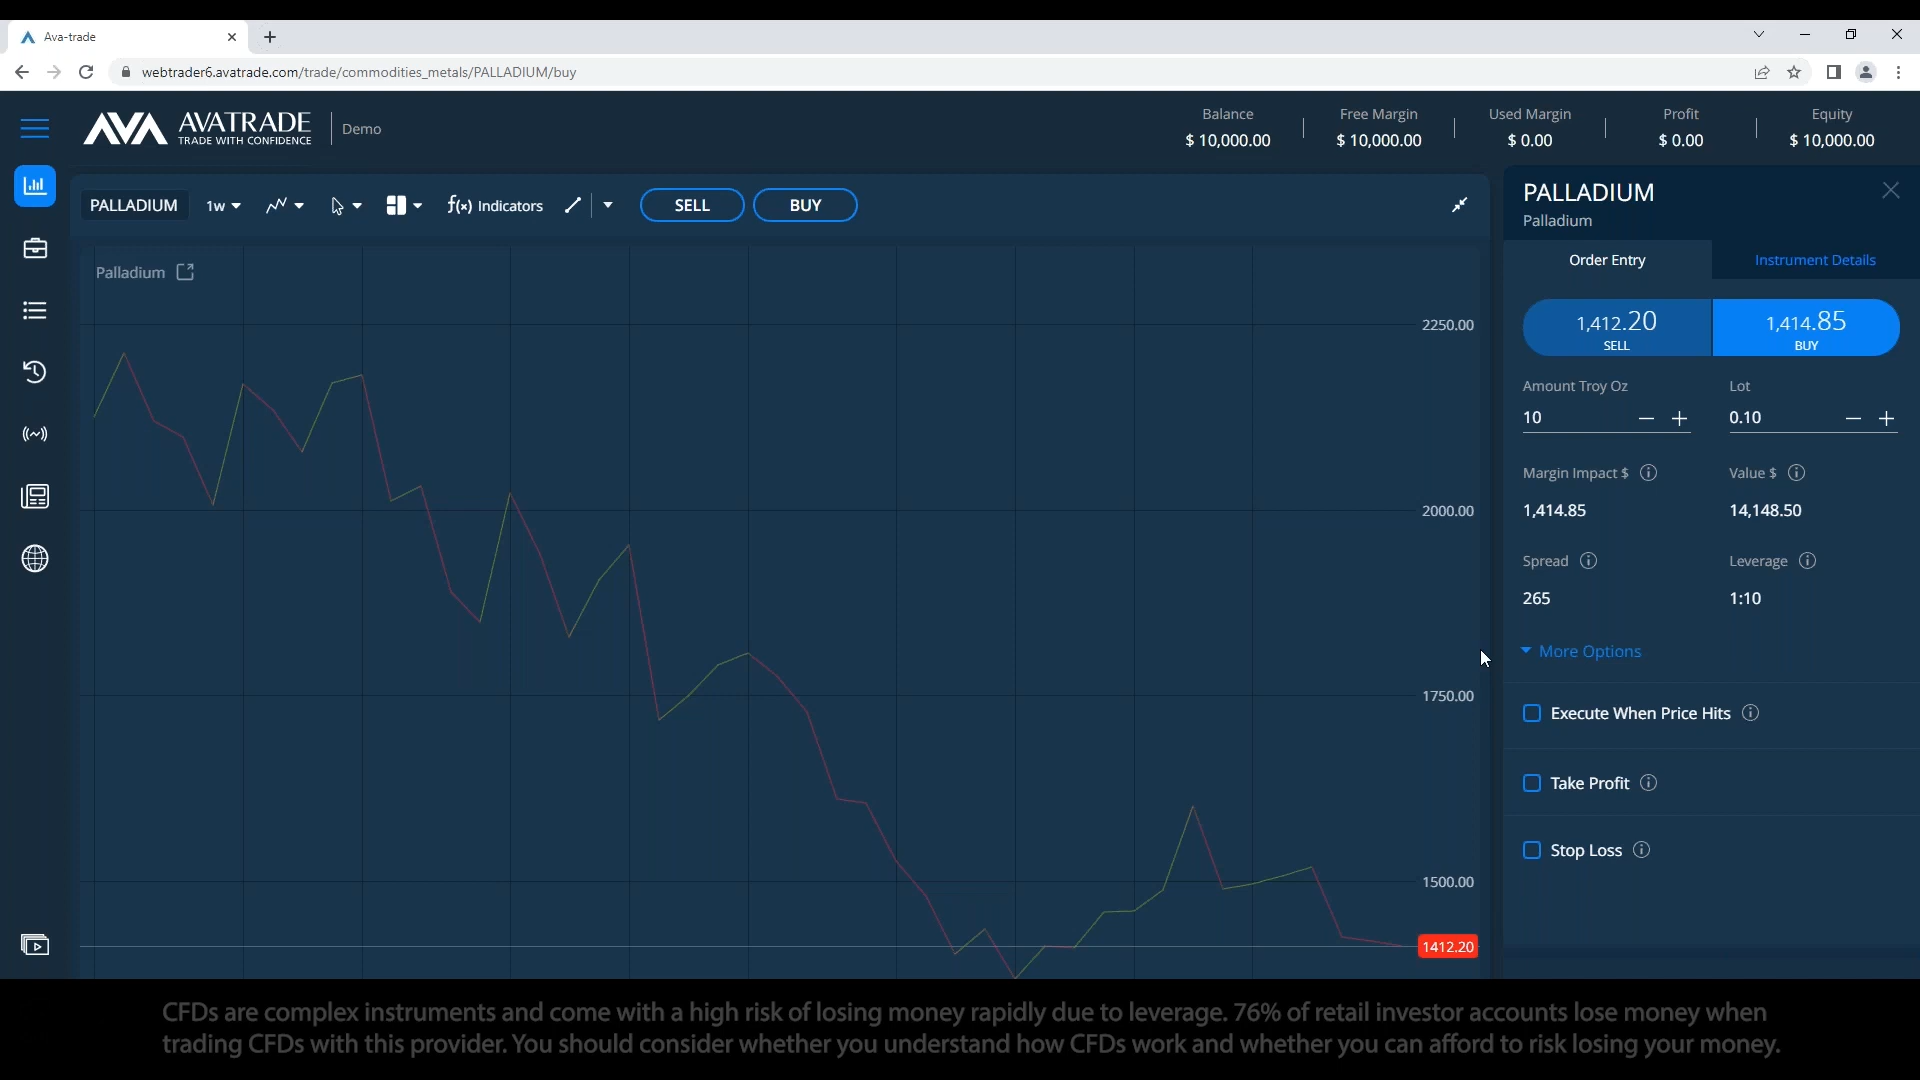 Ava-trade
webtrader6.avatrade.com/trade/commodities_metals/PALLADIUM/buy
AVA AVATRADE
TRADE WITH CONFIDENCE
Demo
Balance
$ 10,000.00
Free Margin
$ 10,000.00
Used Margin
$ 0.00
Profit
$ 0.00
Equity
$ 10,000.00
PALLADIUM 1w f(x) Indicators SELL BUY
Palladium
2250.00
2000.00
1750.00
1500.00
1412.20
PALLADIUM
Palladium
Order Entry Instrument Details
1,412.20 1,414.85
SELL BUY
Amount Troy Oz Lot
10 0.10
Margin Impact $ Value $
1,414.85 14,148.50
Spread Leverage
265 1:10
More Options
Execute When Price Hits
Take Profit
Stop Loss
CFDs are complex instruments and come with a high risk of losing money rapidly due to leverage. 76% of retail investor accounts lose money when
trading CFDs with this provider. You should consider whether you understand how CFDs work and whether you can afford to risk losing your money.